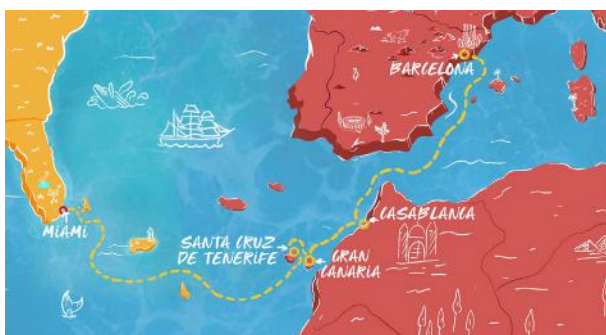 BARCELONA
MIAMI
CASABLANCA
SANTA CRUZ
DE TENERIFE
GRAN
CANARIA